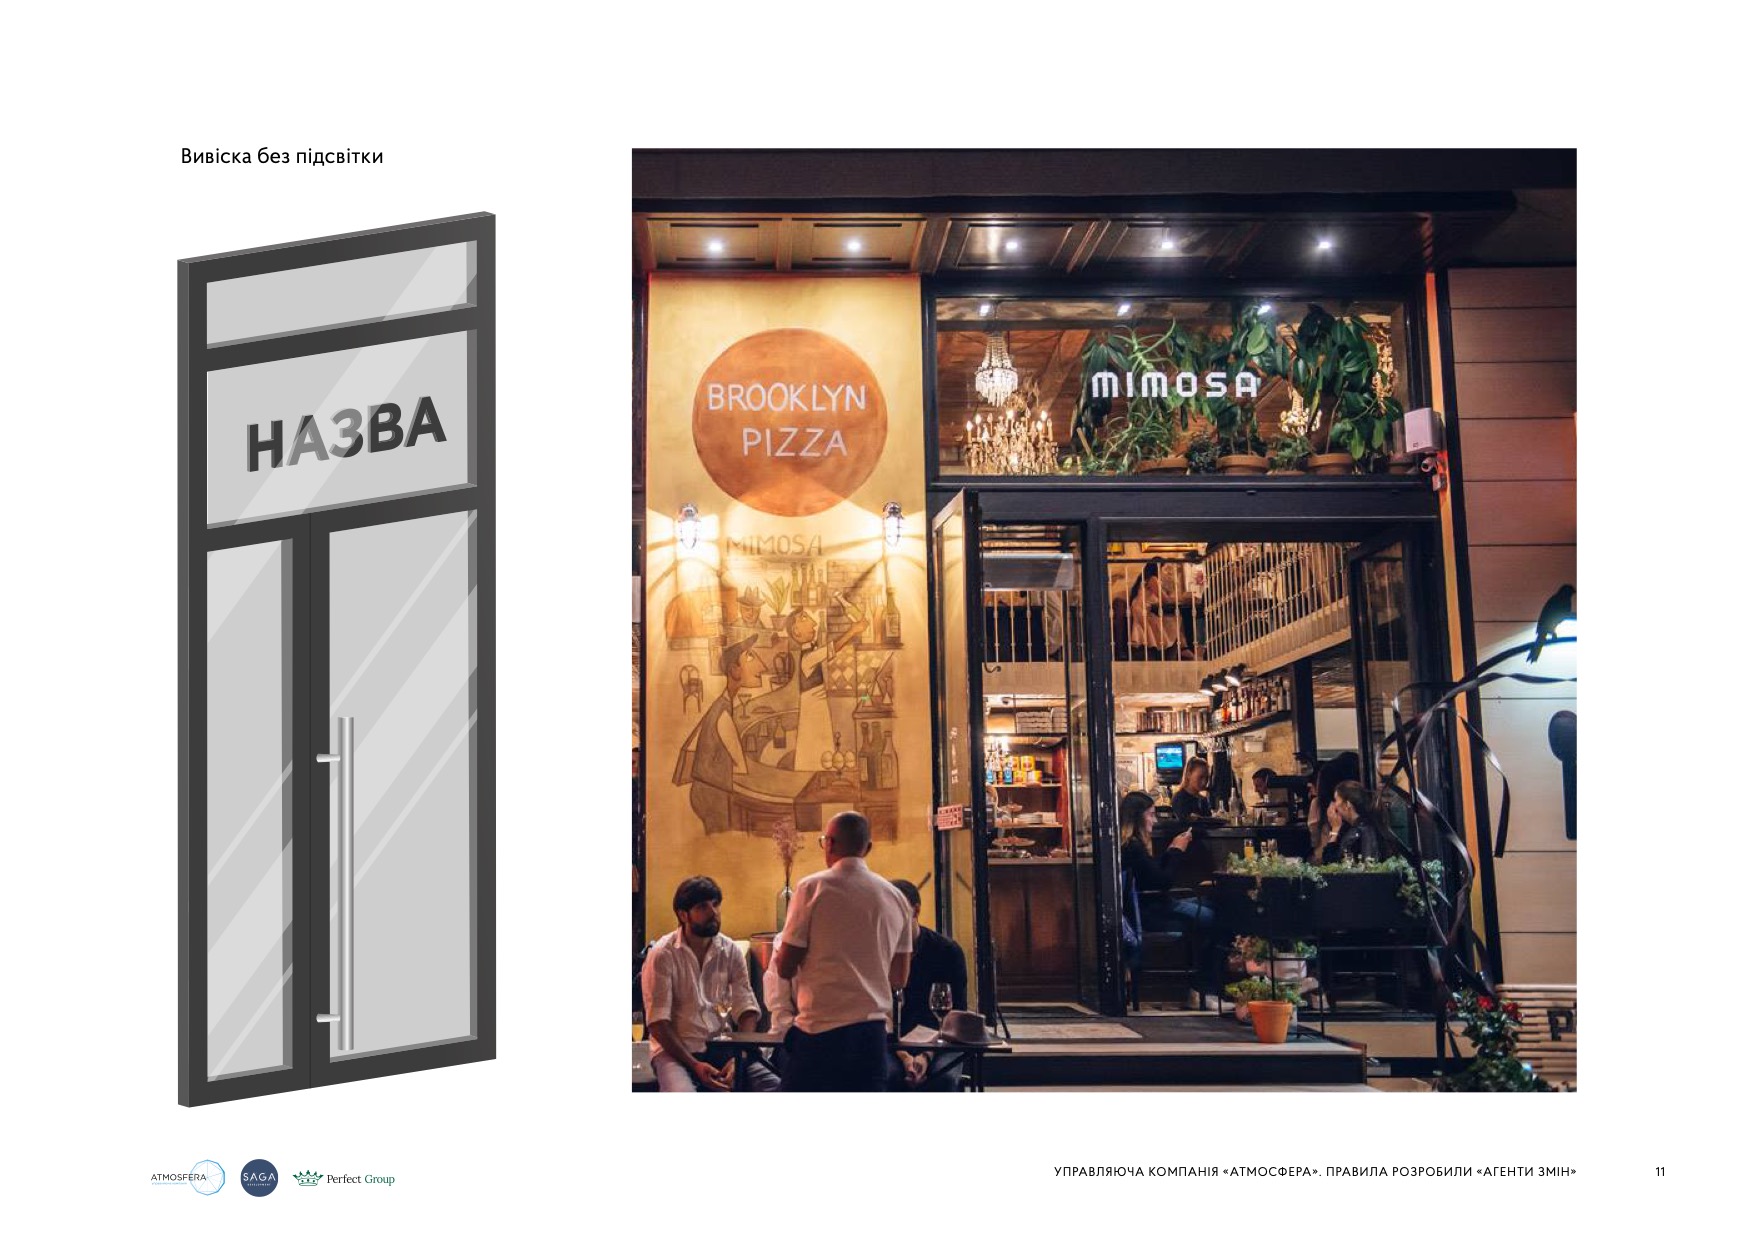 Вивіска без підсвітки
НАЗВА
BROOKLYN
PIZZA
MIMOSA
MIMOSA
ATMOSFERA
SAGA
DEVELOPMENT
Perfect Group
УПРАВЛЯЮЧА КОМПАНІЯ «АТМОСФЕРА». ПРАВИЛА РОЗРОБИЛИ «АГЕНТИ ЗМІН»
11